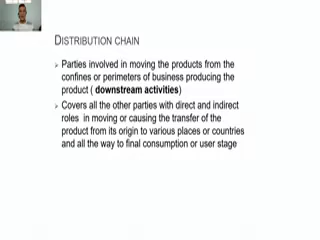 DISTRIBUTION CHAIN
➢ Parties involved in moving the products from the
confines or perimeters of business producing the
product ( downstream activities)
➢ Covers all the other parties with direct and indirect
roles in moving or causing the transfer of the
product from its origin to various places or countries
and all the way to final consumption or user stage